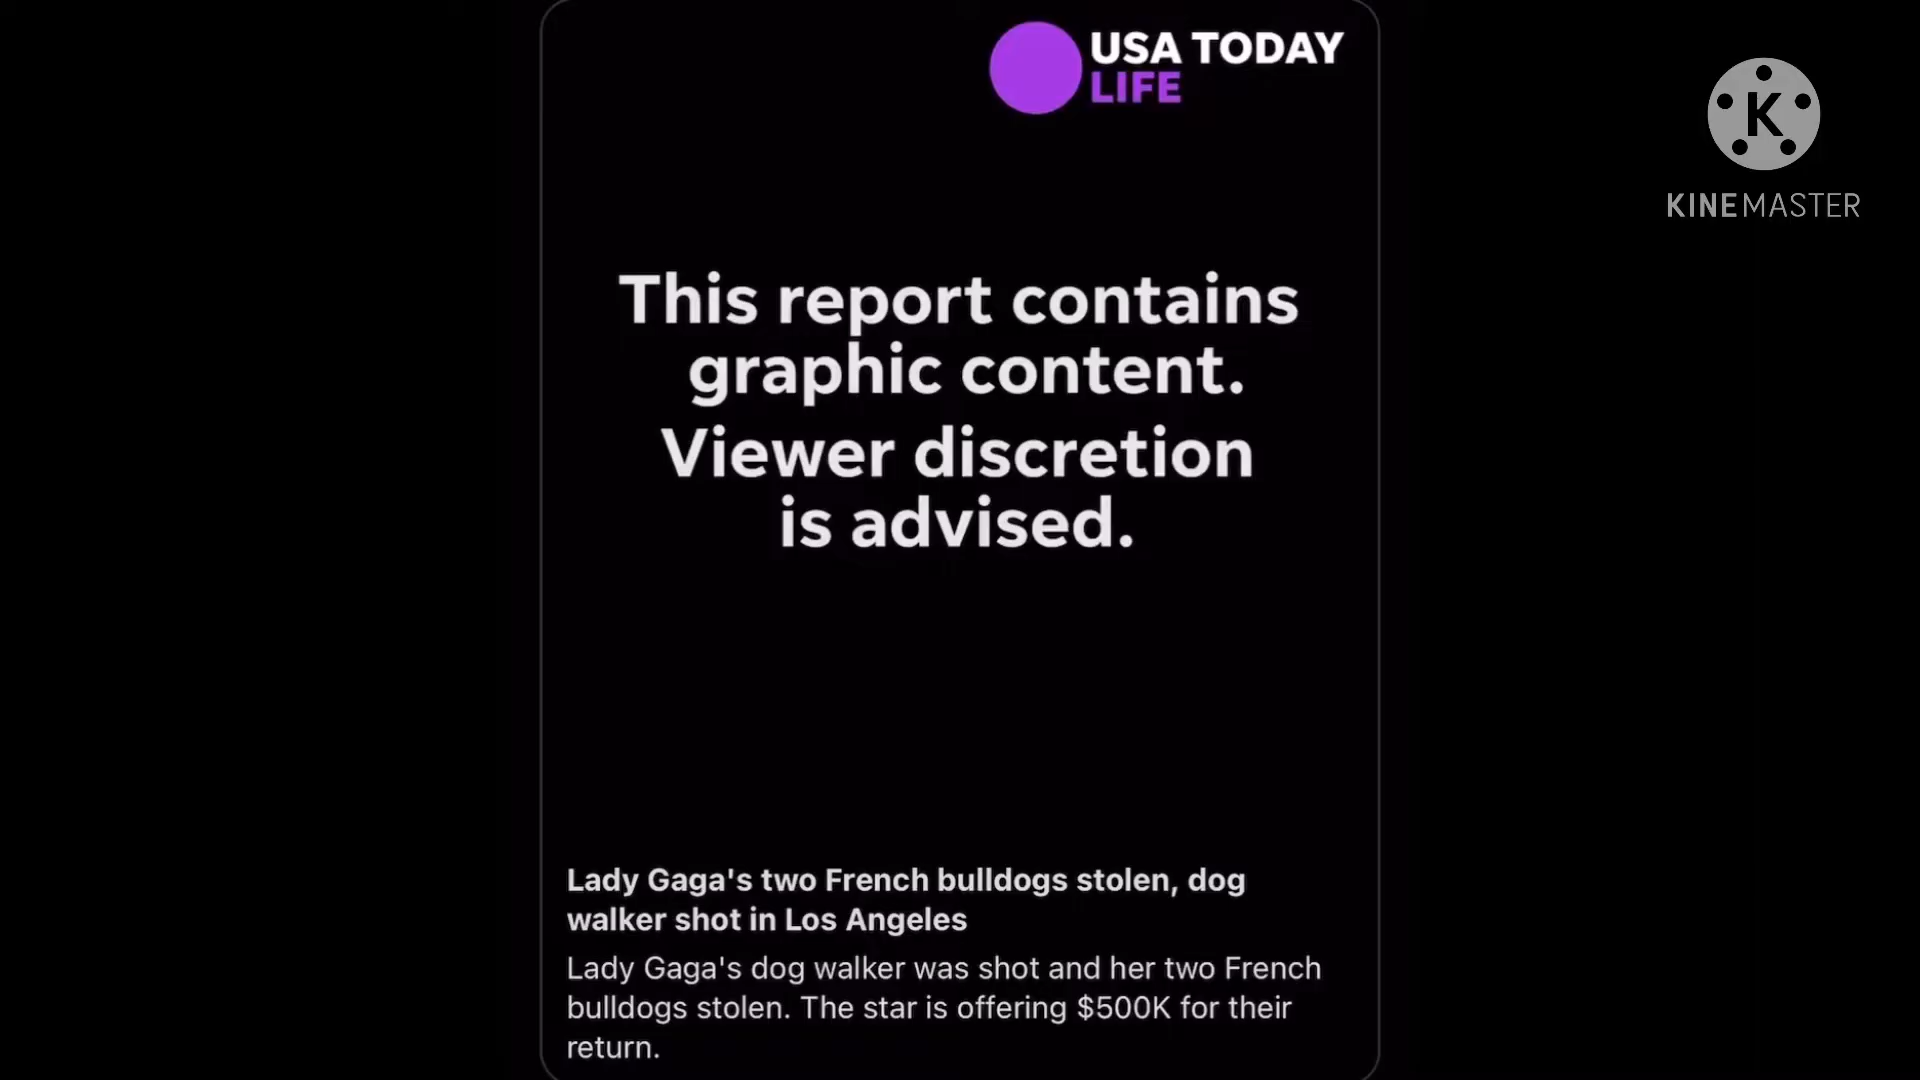 USA TODAY
LIFE
K
KINEMASTER
This report contains
graphic content.
Viewer discretion
is advised.
Lady Gaga's two French bulldogs stolen, dog
walker shot in Los Angeles
Lady Gaga's dog walker was shot and her two French
bulldogs stolen. The star is offering $500K for their
return.